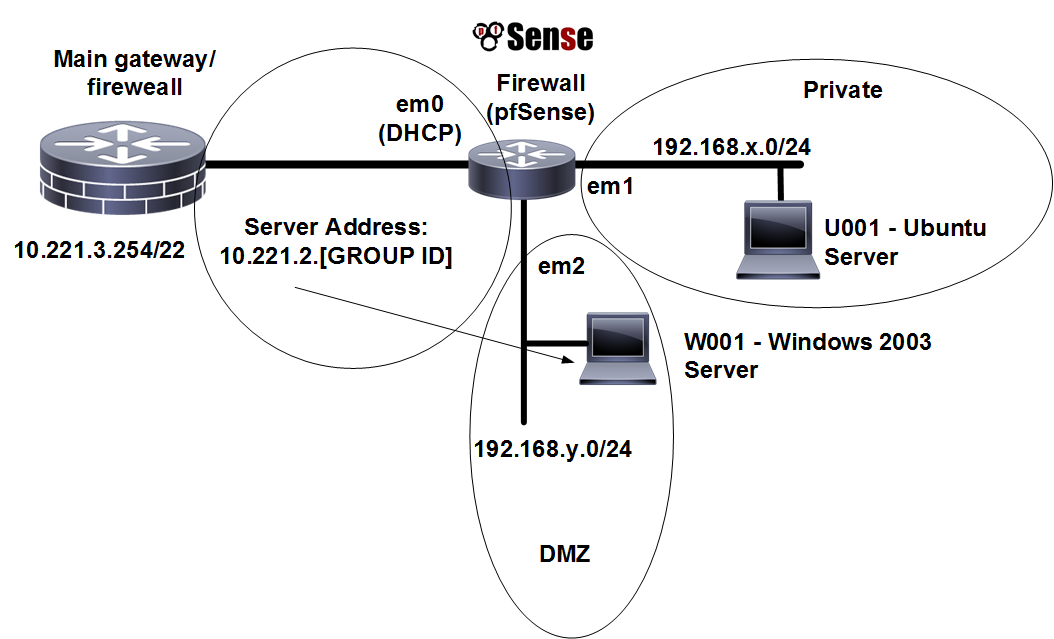 pf Sense
Main gateway/
fireweall
Firewall
(pfSense)
em0
(DHCP)
Private
192.168.x.0/24
em1
Server Address:
10.221.2.[GROUP ID]
10.221.3.254/22
U001 - Ubuntu
Server
em2
W001 - Windows 2003
Server
192.168.y.0/24
DMZ